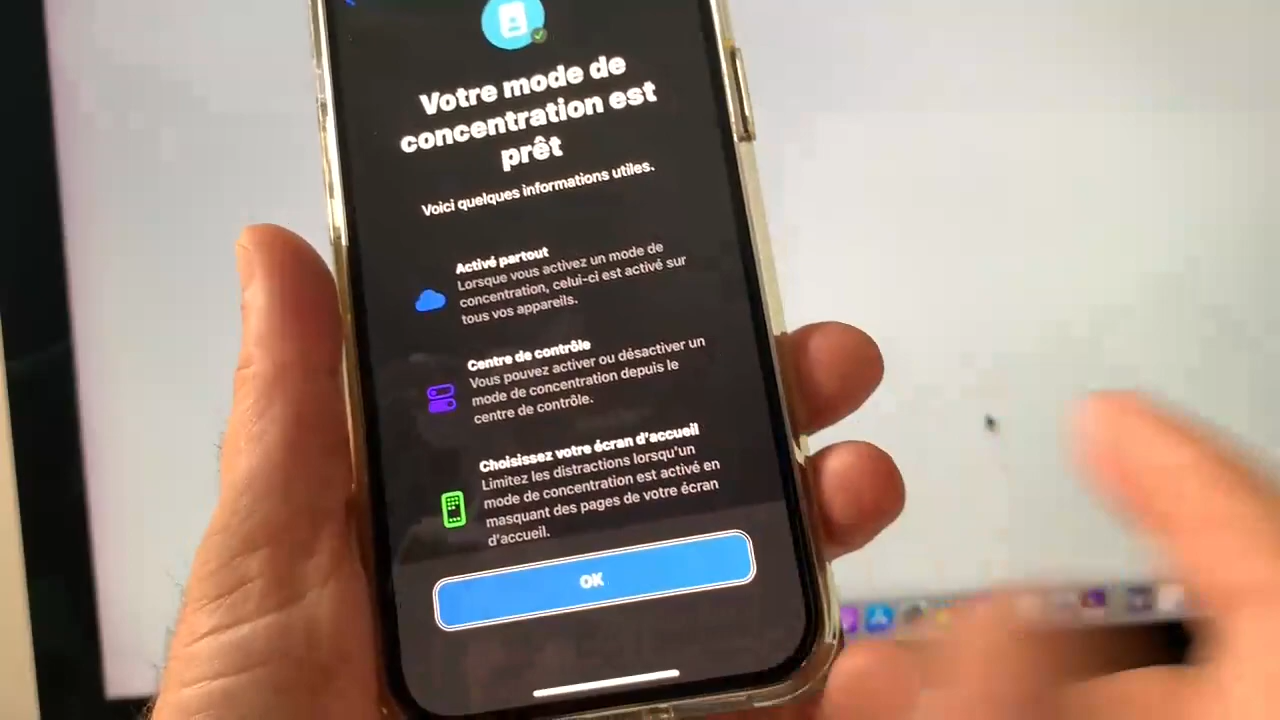 Votre mode de
concentration est
prêt
Voici quelques informations utiles.
Activé partout
Lorsque vous activez un mode de
concentration, celui-ci est activé sur
tous vos appareils.
Centre de contrôle
Vous pouvez activer ou désactiver un
mode de concentration depuis le
centre de contrôle.
Choisissez votre écran d'accueil
Limitez les distractions lorsqu'un
mode de concentration est activé en
masquant des pages de votre écran
d'accueil.
OK